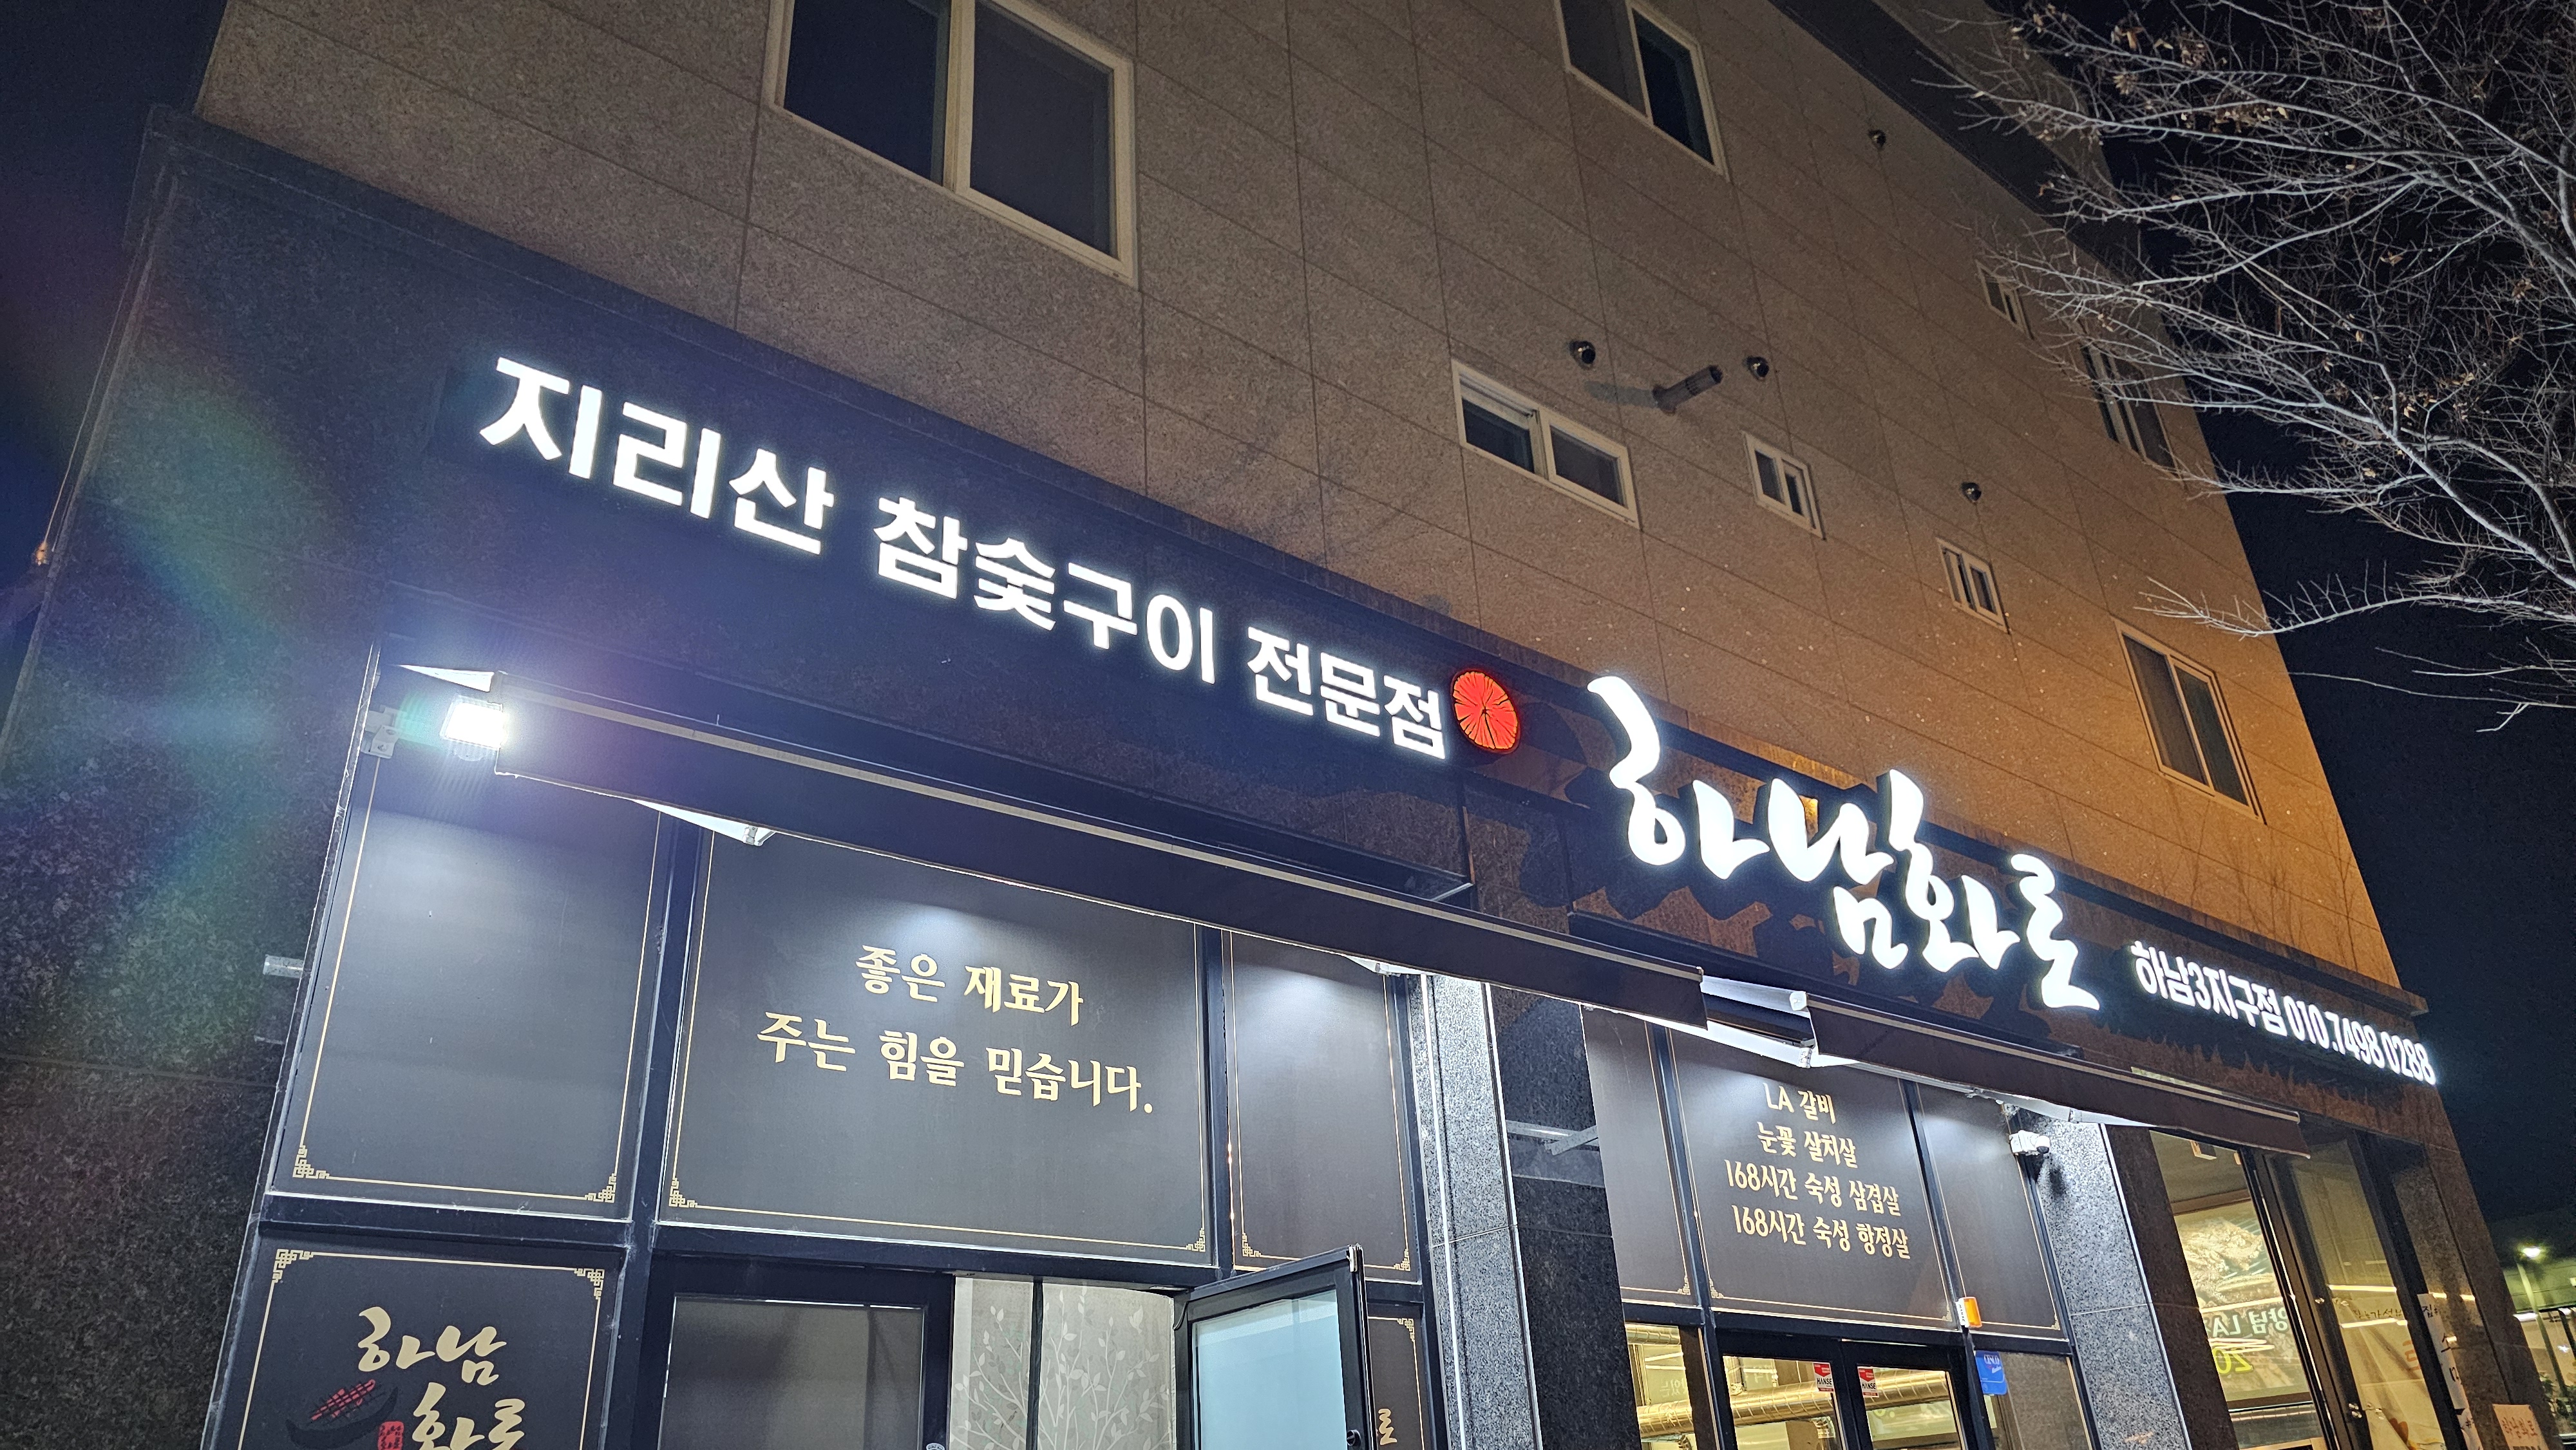 지리산 참숯구이 전문점
하남화로
하남3지구점 010.7498 0288
좋은 재료가
주는 힘을 믿습니다.
LA 갈비
눈꽃 살치살
168시간 숙성 삼겹살
168시간 숙성 항정살
하남
화로
로
HANSE
HANSE